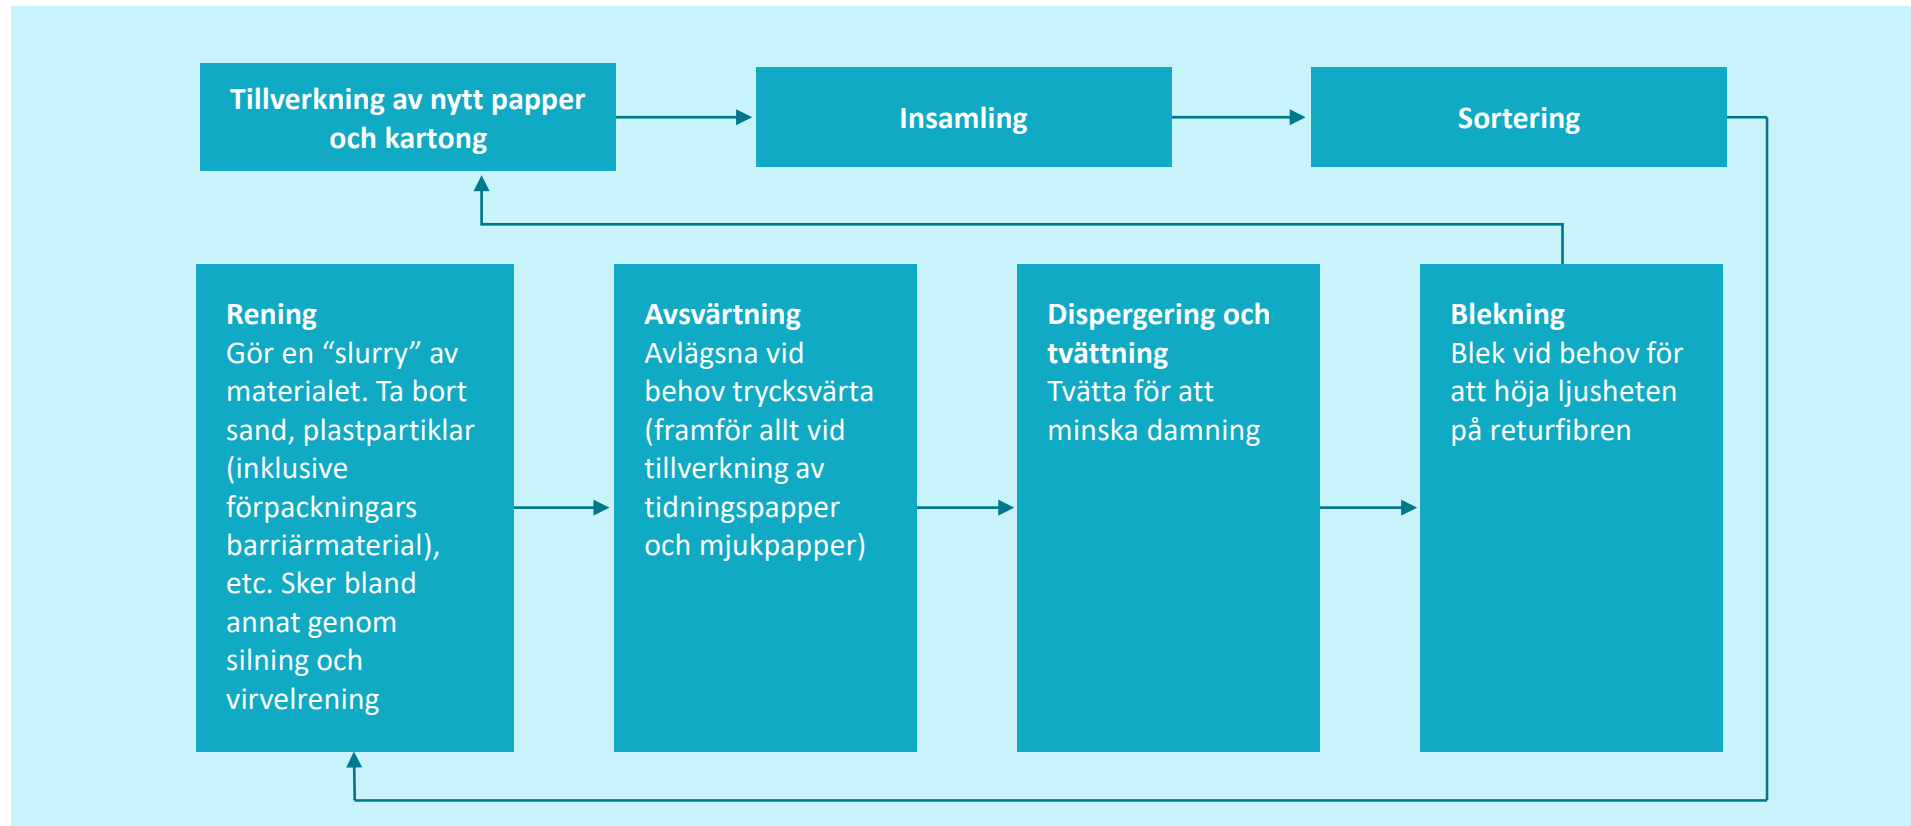 Tillverkning av nytt papper
och kartong
Insamling
Sortering
Rening
Gör en “slurry” av
materialet. Ta bort
sand, plastpartiklar
(inklusive
förpackningars
barriärmaterial),
etc. Sker bland
annat genom
silning och
virvelrening
Avsvärtning
Avlägsna vid
behov trycksvärta
(framför allt vid
tillverkning av
tidningspapper
och mjukpapper)
Dispergering och
tvättning
Tvätta för att
minska damning
Blekning
Blek vid behov för
att höja ljusheten
på returfibren